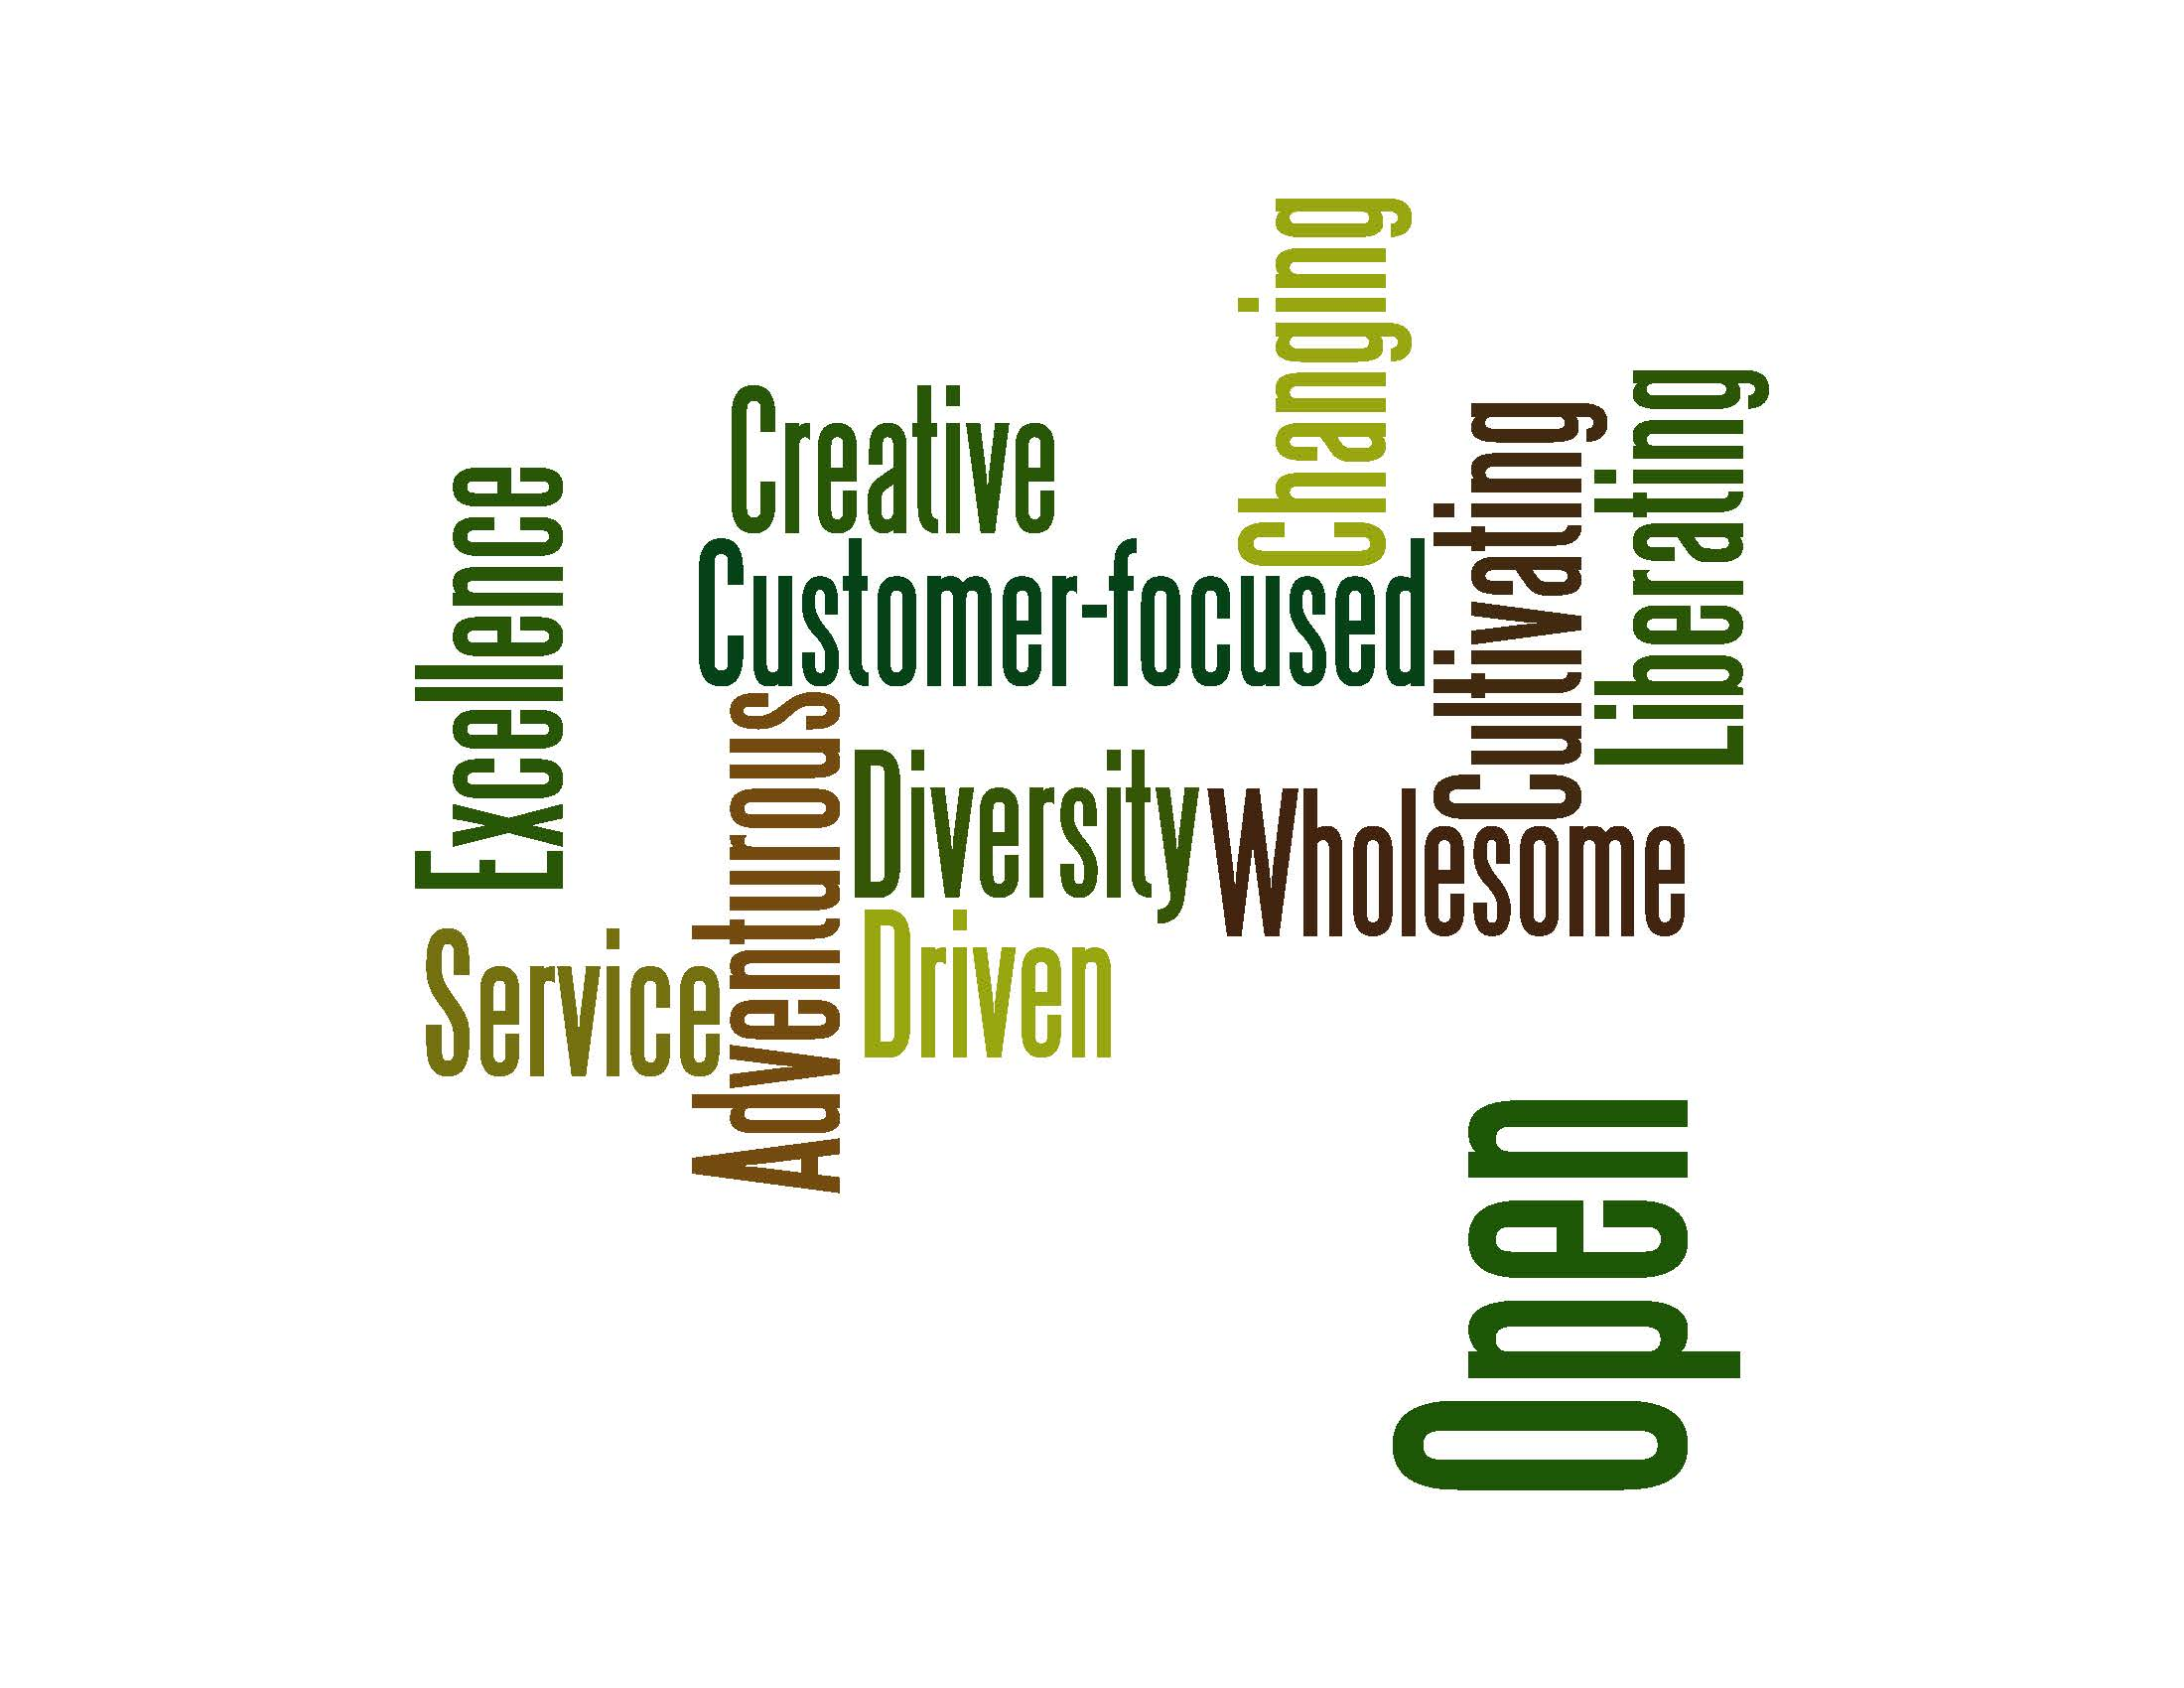 Changing
Creative
Excellence
Customer-focused
Cultivating
Liberating
Adventurous
Diversity
Wholesome
Service
Driven
Open